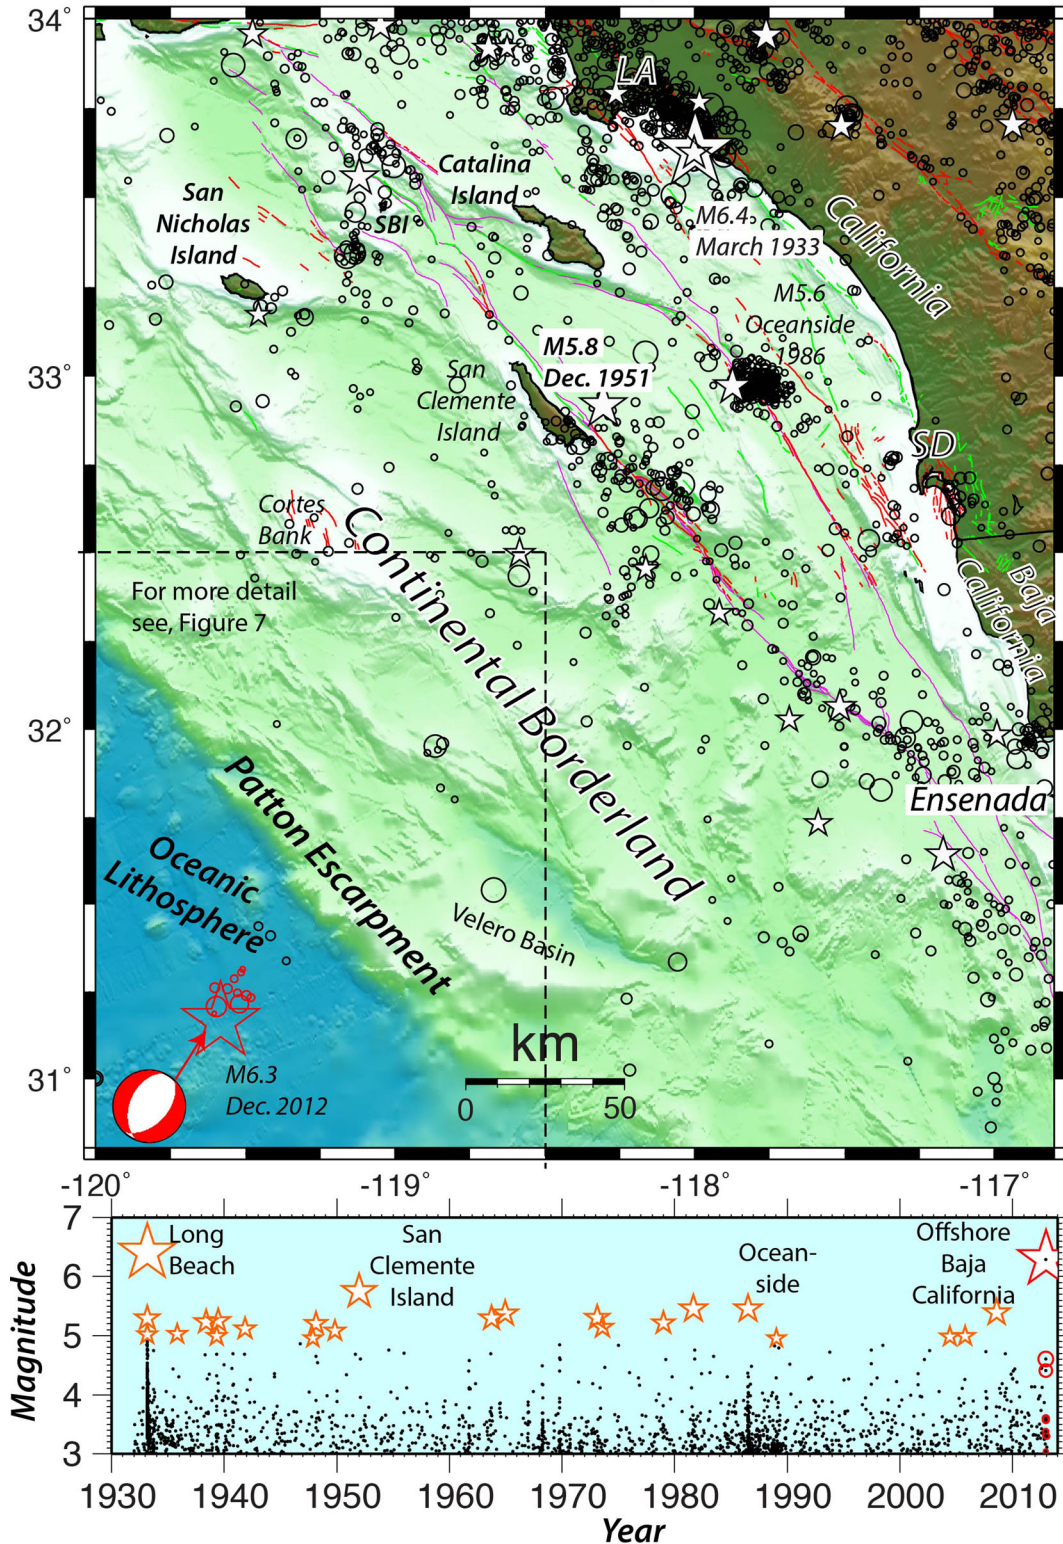 34°
LA
Catalina
Island
San
Nicholas
Island
SBI
M6.4
March 1933
California
M5.6
Oceanside
1986
M5.8
Dec. 1951
33°
San
Clemente
Island
SD
Cortes
Bank
Continental Borderland
Baja
California
For more detail
see, Figure 7
32°
Ensenada
Patton Escarpment
Oceanic
Lithosphere
Velero Basin
km
0
50
M6.3
Dec. 2012
31°
-120°
-119°
-118°
-117°
7
6
5
4
3
Magnitude
Long
Beach
San
Clemente
Island
Ocean-
side
Offshore
Baja
California
1930
1940
1950
1960
1970
1980
1990
2000
2010
Year